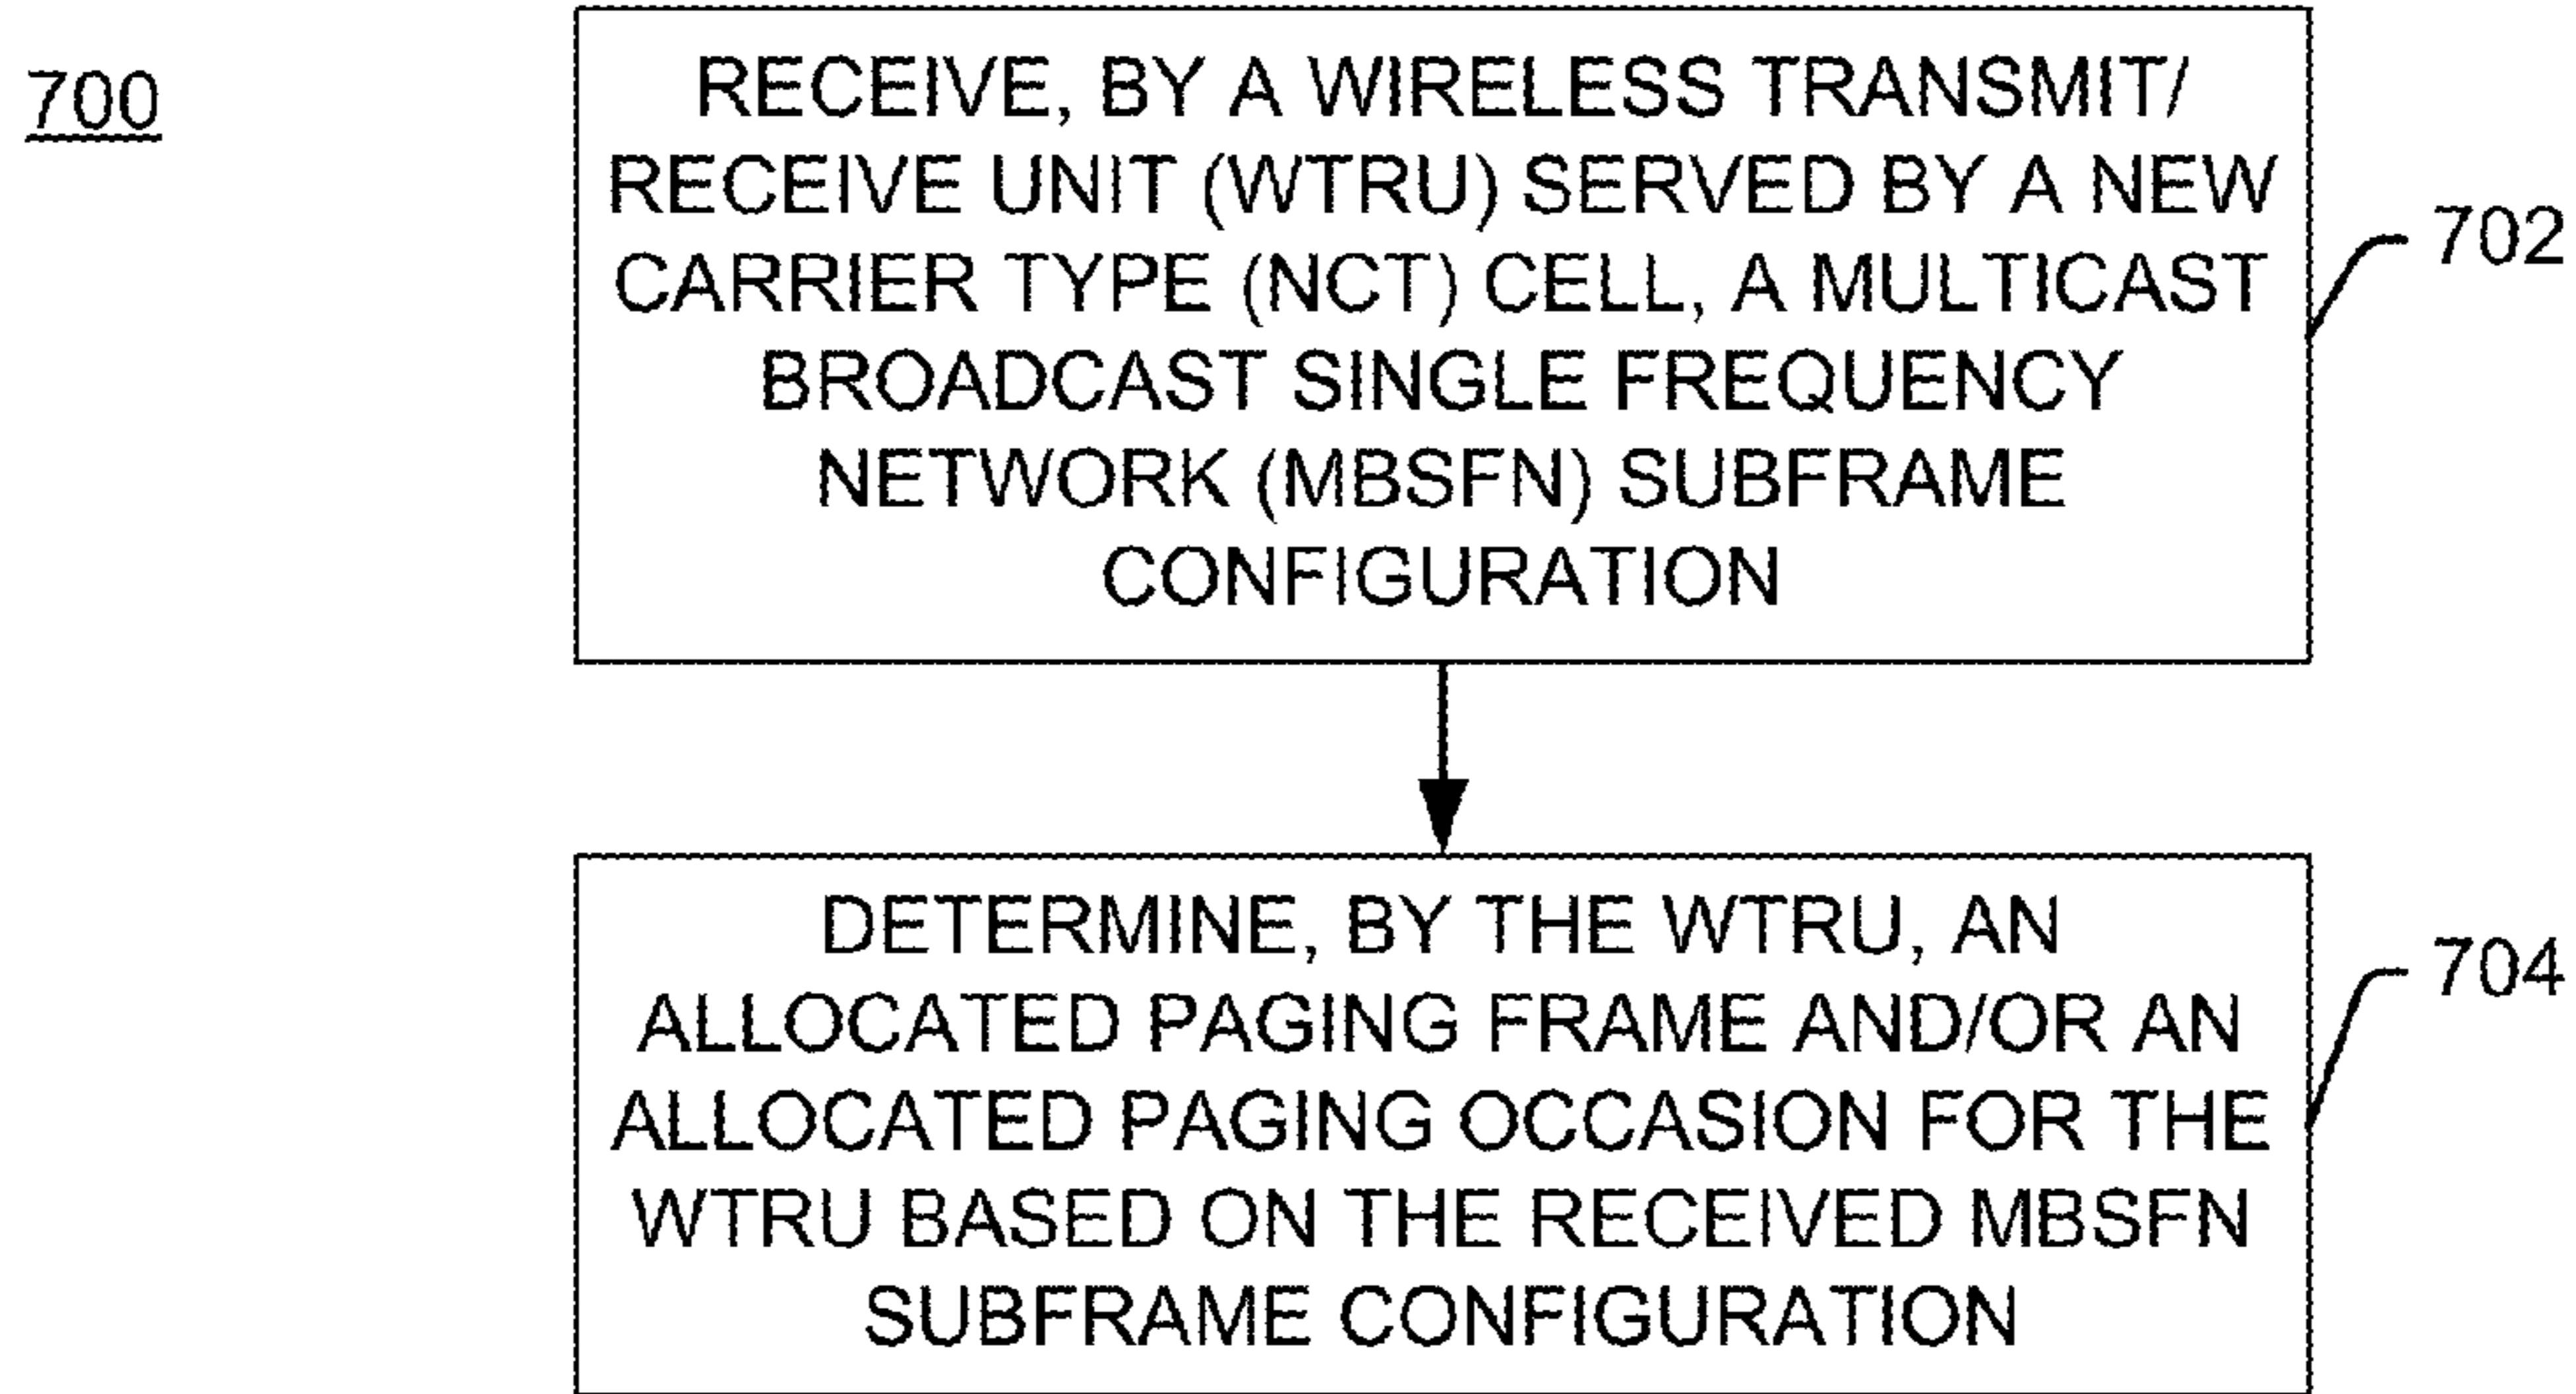 700
RECEIVE, BY A WIRELESS TRANSMIT/
RECEIVE UNIT (WTRU) SERVED BY A NEW
CARRIER TYPE (NCT) CELL, A MULTICAST
BROADCAST SINGLE FREQUENCY
NETWORK (MBSFN) SUBFRAME
CONFIGURATION
702
DETERMINE, BY THE WTRU, AN
ALLOCATED PAGING FRAME AND/OR AN
ALLOCATED PAGING OCCASION FOR THE
WTRU BASED ON THE RECEIVED MBSFN
SUBFRAME CONFIGURATION
704